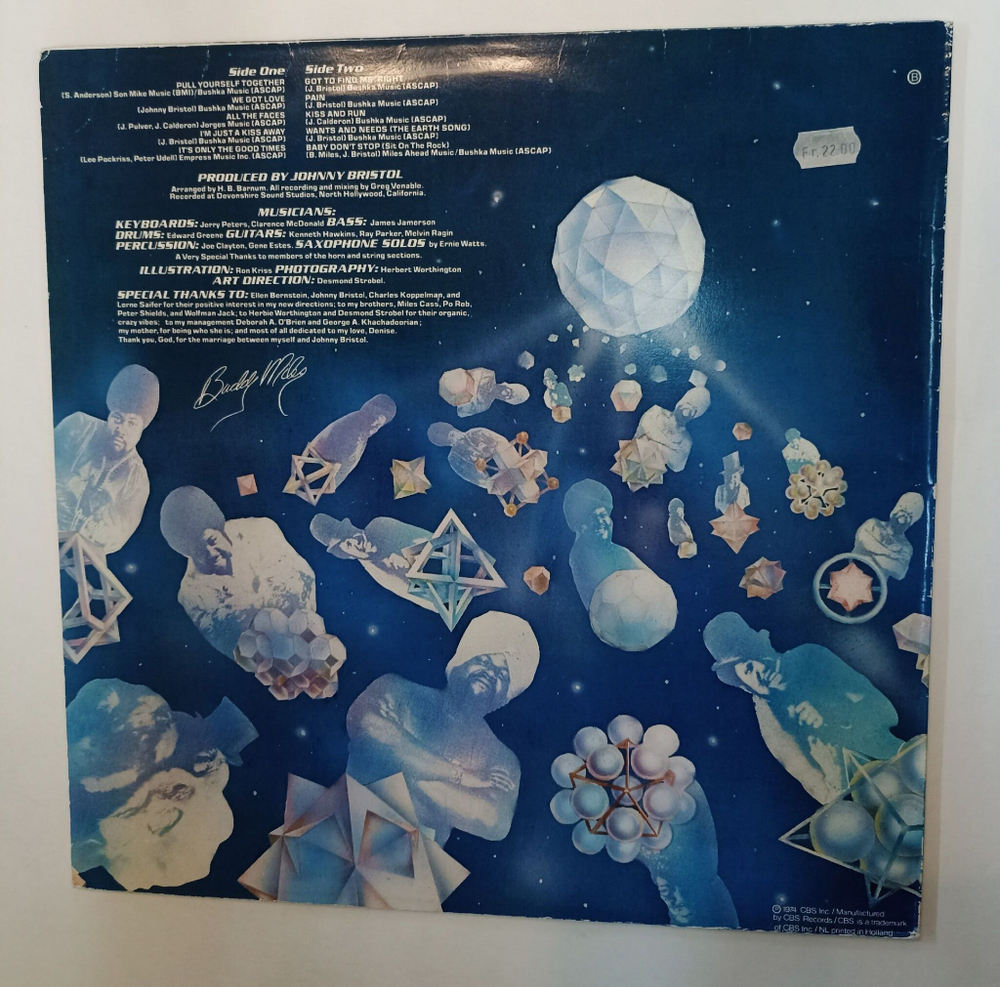 Side One
PULL YOURSELF TOGETHER
(S. Anderson) Son Mike Music (BMI)/Bushka Music (ASCAP)
WE GOT LOVE
(Johnny Bristol) Bushka Music (ASCAP)
ALL THE FACES
(J. Pulver, J. Calderon) Jorges Music (ASCAP)
I'M JUST A KISS AWAY
(J. Bristol) Bushka Music (ASCAP)
IT'S ONLY THE GOOD TIMES
(Lee Pockriss, Peter Udell) Empress Music Inc. (ASCAP)
Side Two
GOT TO FIND MS. RIGHT
(J. Bristol) Bushka Music (ASCAP)
PAIN
(J. Bristol) Bushka Music (ASCAP)
KISS AND RUN
(J. Calderon) Bushka Music (ASCAP)
WANTS AND NEEDS (THE EARTH SONG)
(J. Bristol) Bushka Music (ASCAP)
BABY DON'T STOP (Sit On The Rock)
(B. Miles, J. Bristol) Miles Ahead Music/Bushka Music (ASCAP)
PRODUCED BY JOHNNY BRISTOL
Arranged by H. B. Barnum. All recording and mixing by Greg Venable.
Recorded at Devonshire Sound Studios, North Hollywood, California.
MUSICIANS:
KEYBOARDS: Jerry Peters, Clarence McDonald BASS: James Jamerson
DRUMS: Edward Greene GUITARS: Kenneth Hawkins, Ray Parker, Melvin Ragin
PERCUSSION: Joe Clayton, Gene Estes. SAXOPHONE SOLOS by Ernie Watts.
A Very Special Thanks to members of the horn and string sections.
ILLUSTRATION: Ron Kriss PHOTOGRAPHY: Herbert Worthington
ART DIRECTION: Desmond Strobel.
SPECIAL THANKS TO: Ellen Bernstein, Johnny Bristol, Charles Koppelman, and
Lorne Saifer for their positive interest in my new directions; to my brothers, Miles Cass, Po Rob,
Peter Shields, and Wolfman Jack; to Herbie Worthington and Desmond Strobel for their organic,
crazy vibes; to my management Deborah A. O'Brien and George A. Khachadoorian;
my mother, for being who she is; and most of all dedicated to my love, Denise.
Thank you, God, for the marriage between myself and Johnny Bristol.
Buddy Miles
Ⓑ
Fr. 22.00
℗ 1974 CBS Inc / Manufactured
by CBS Records / CBS is a trademark
of CBS Inc / NL printed in Holland